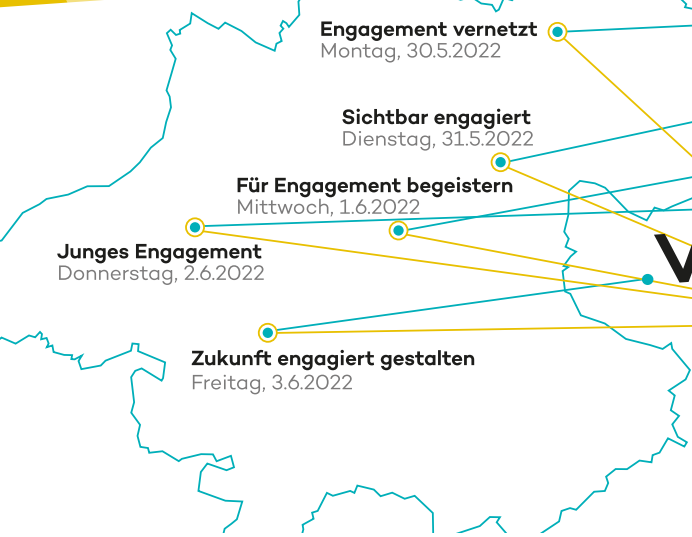 Engagement vernetzt
Montag, 30.5.2022
Sichtbar engagiert
Dienstag, 31.5.2022
Für Engagement begeistern
Mittwoch, 1.6.2022
Junges Engagement
Donnerstag, 2.6.2022
Zukunft engagiert gestalten
Freitag, 3.6.2022